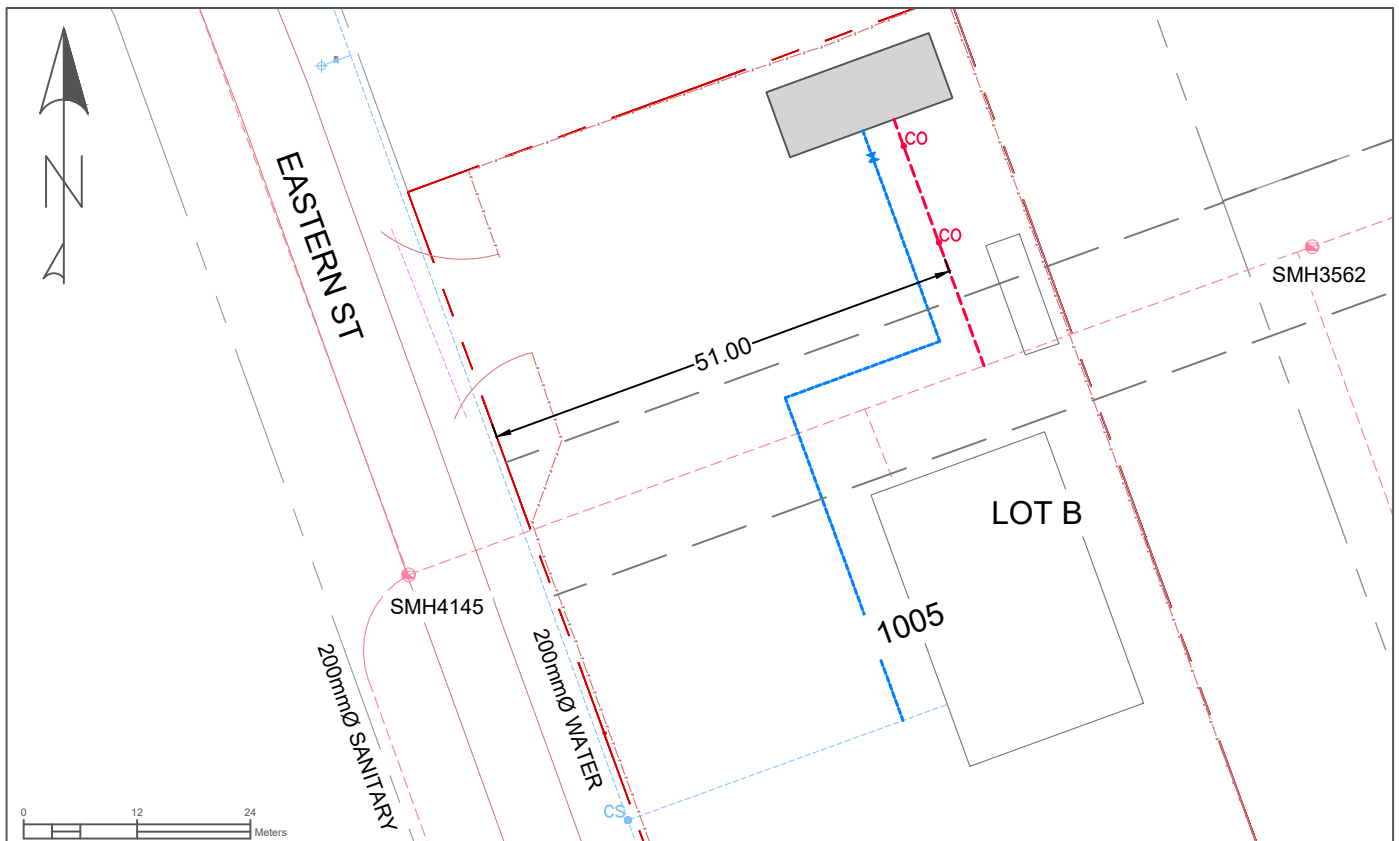 N
EASTERN ST
CO
CO
51.00
SMH3562
LOT B
SMH4145
1005
200mmØ SANITARY
200mmØ WATER
CS
0 12 24
Meters